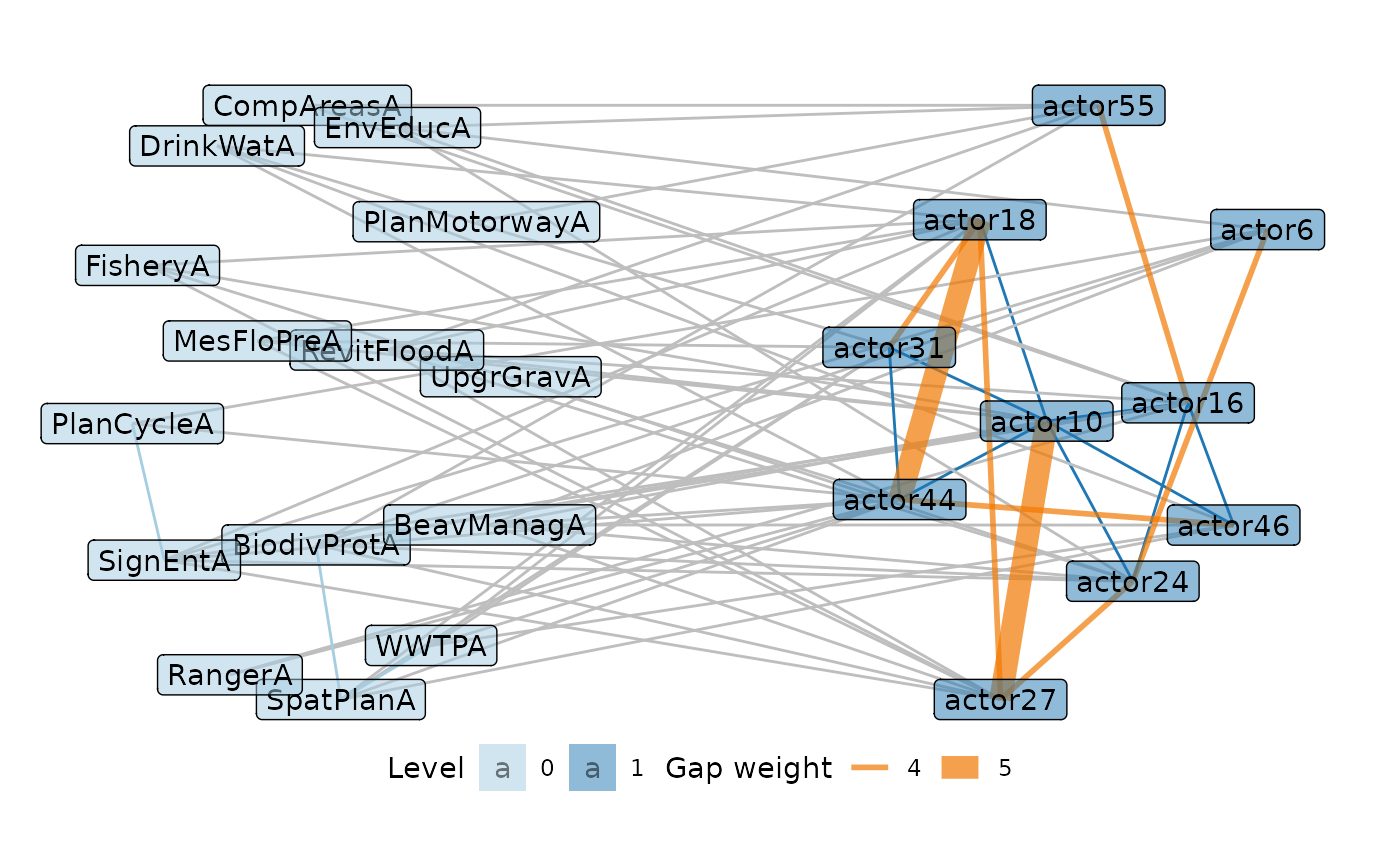 CompAreasA
actor55
EnvEducA
DrinkWatA
PlanMotorwayA
actor18
actor6
FisheryA
MesFloPreA
RevitFloodA
actor31
UpgrGravA
actor16
PlanCycleA
actor10
actor44
BeavManagA
actor46
BiodivProtA
SignEntA
actor24
WWTPA
RangerA
SpatPlanA
actor27
Level a 0 a 1 Gap weight 4 5